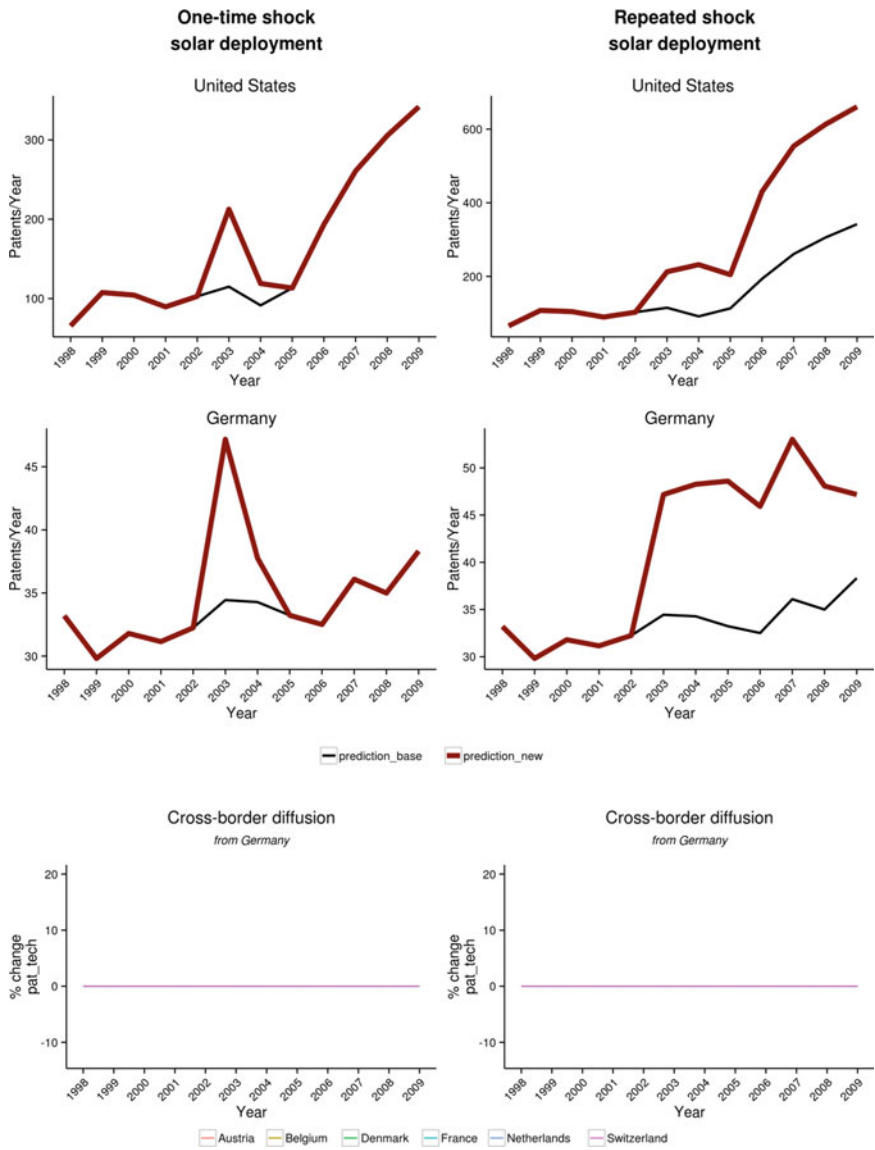 One-time shock
solar deployment
Repeated shock
solar deployment
United States
300
200
100
Patents/Year
1998 1999 2000 2001 2002 2003 2004 2005 2006 2007 2008 2009
Year
United States
600
400
200
Patents/Year
1998 1999 2000 2001 2002 2003 2004 2005 2006 2007 2008 2009
Year
Germany
45
40
35
30
Patents/Year
1998 1999 2000 2001 2002 2003 2004 2005 2006 2007 2008 2009
Year
Germany
50
45
40
35
30
Patents/Year
1998 1999 2000 2001 2002 2003 2004 2005 2006 2007 2008 2009
Year
prediction_base prediction_new
Cross-border diffusion
from Germany
20
10
0
-10
% change
pat_tech
1998 1999 2000 2001 2002 2003 2004 2005 2006 2007 2008 2009
Year
Cross-border diffusion
from Germany
20
10
0
-10
% change
pat_tech
1998 1999 2000 2001 2002 2003 2004 2005 2006 2007 2008 2009
Year
Austria Belgium Denmark France Netherlands Switzerland